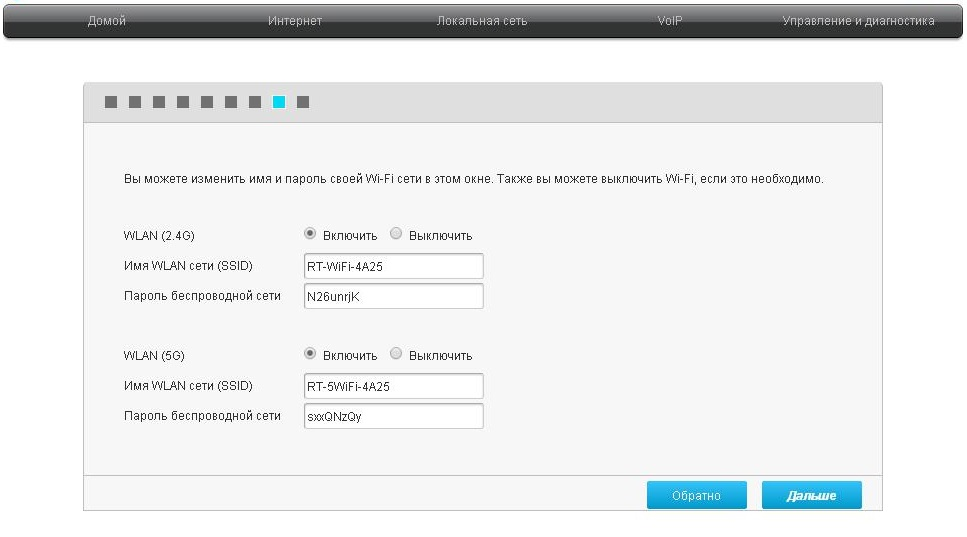 Домой Интернет Локальная сеть VoIP Управление и диагностика
Вы можете изменить имя и пароль своей Wi-Fi сети в этом окне. Также вы можете выключить Wi-Fi, если это необходимо.
WLAN (2.4G) Включить Выключить
Имя WLAN сети (SSID) RT-WiFi-4A25
Пароль беспроводной сети N26unrjK
WLAN (5G) Включить Выключить
Имя WLAN сети (SSID) RT-5WiFi-4A25
Пароль беспроводной сети sxxQNzQy
Обратно Дальше